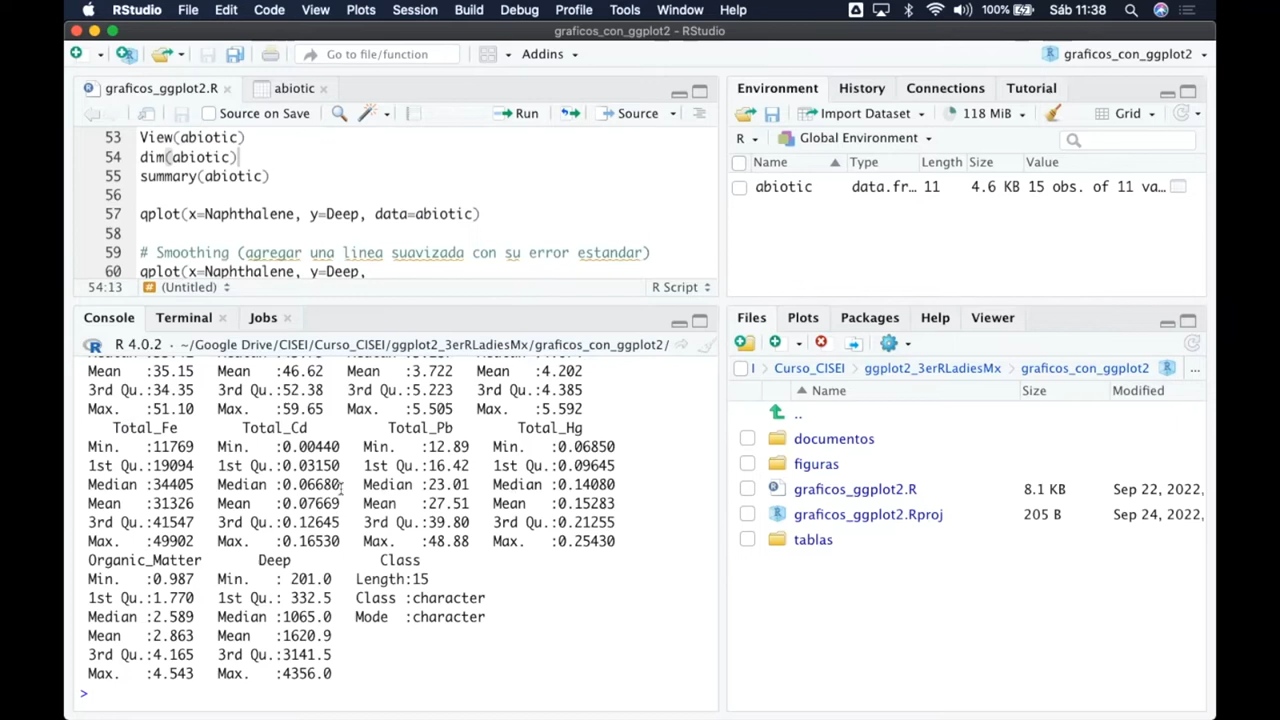 RStudio File Edit Code View Plots Session Build Debug Profile Tools Window Help 100% Sáb 11:38
graficos_con_ggplot2 - RStudio
Go to file/function Addins graficos_con_ggplot2
graficos_ggplot2.R abiotic
Source on Save Run Source
53 View(abiotic)
54 dim(abiotic)
55 summary(abiotic)
56
57 qplot(x=Naphthalene, y=Deep, data=abiotic)
58
59 # Smoothing (agregar una linea suavizada con su error estandar)
60 qplot(x=Naphthalene, y=Deep,
54:13 # (Untitled) R Script
Console Terminal Jobs
R 4.0.2 · ~/Google Drive/CISEI/Curso_CISEI/ggplot2_3erRLadiesMx/graficos_con_ggplot2/
Mean :35.15 Mean :46.62 Mean :3.722 Mean :4.202
3rd Qu.:34.35 3rd Qu.:52.38 3rd Qu.:5.223 3rd Qu.:4.385
Max. :51.10 Max. :59.65 Max. :5.505 Max. :5.592
Total_Fe Total_Cd Total_Pb Total_Hg
Min. :11769 Min. :0.00440 Min. :12.89 Min. :0.06850
1st Qu.:19094 1st Qu.:0.03150 1st Qu.:16.42 1st Qu.:0.09645
Median :34405 Median :0.06680 Median :23.01 Median :0.14080
Mean :31326 Mean :0.07669 Mean :27.51 Mean :0.15283
3rd Qu.:41547 3rd Qu.:0.12645 3rd Qu.:39.80 3rd Qu.:0.21255
Max. :49902 Max. :0.16530 Max. :48.88 Max. :0.25430
Organic_Matter Deep Class
Min. :0.987 Min. : 201.0 Length:15
1st Qu.:1.770 1st Qu.: 332.5 Class :character
Median :2.589 Median :1065.0 Mode :character
Mean :2.863 Mean :1620.9
3rd Qu.:4.165 3rd Qu.:3141.5
Max. :4.543 Max. :4356.0
>
Environment History Connections Tutorial
Import Dataset 118 MiB Grid
R Global Environment
Name Type Length Size Value
abiotic data.fr… 11 4.6 KB 15 obs. of 11 va…
Files Plots Packages Help Viewer
Curso_CISEI ggplot2_3erRLadiesMx graficos_con_ggplot2 ...
Name Size Modified
..
documentos
figuras
graficos_ggplot2.R 8.1 KB Sep 22, 2022,
graficos_ggplot2.Rproj 205 B Sep 24, 2022,
tablas